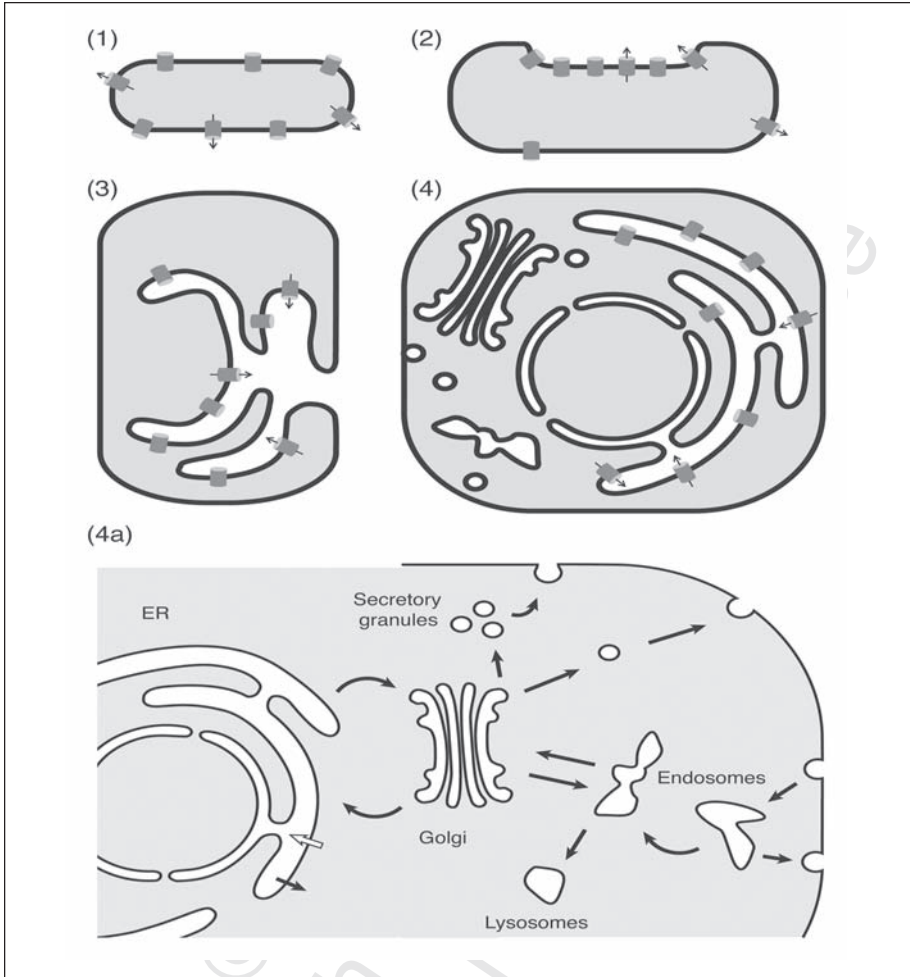 (1)
(2)
(3)
(4)
(4a)
ER
Secretory
granules
Golgi
Endosomes
Lysosomes